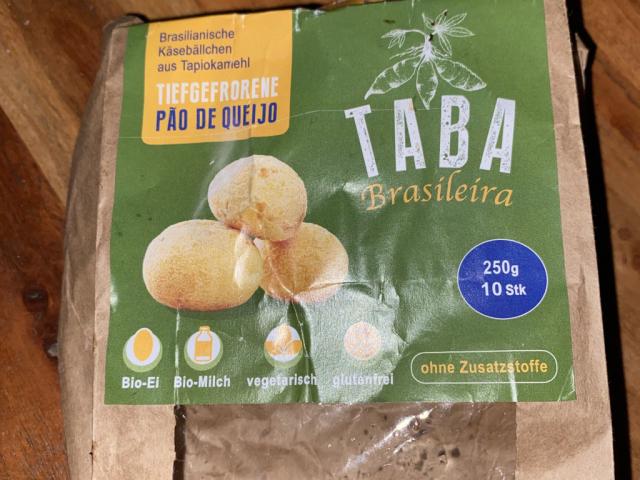 Brasilianische
Käsebällchen
aus Tapiokamehl
TIEFGEFRORENE
PÃO DE QUEIJO
TABA
Brasileira
250g
10 Stk
Bio-Ei Bio-Milch vegetarisch glutenfrei
ohne Zusatzstoffe